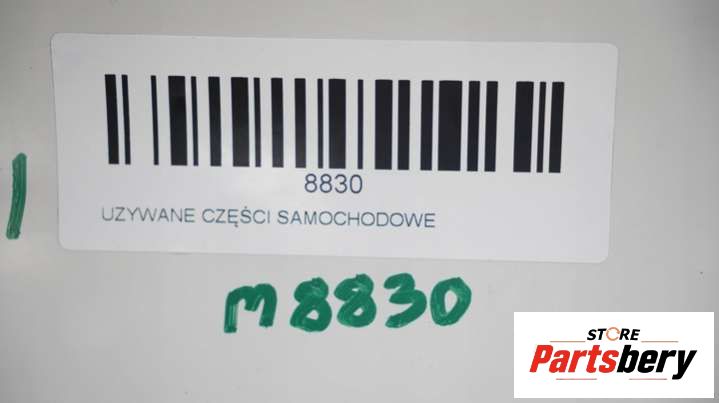 8830
UZYWANE CZĘŚCI SAMOCHODOWE
m8830
STORE
Partsbery